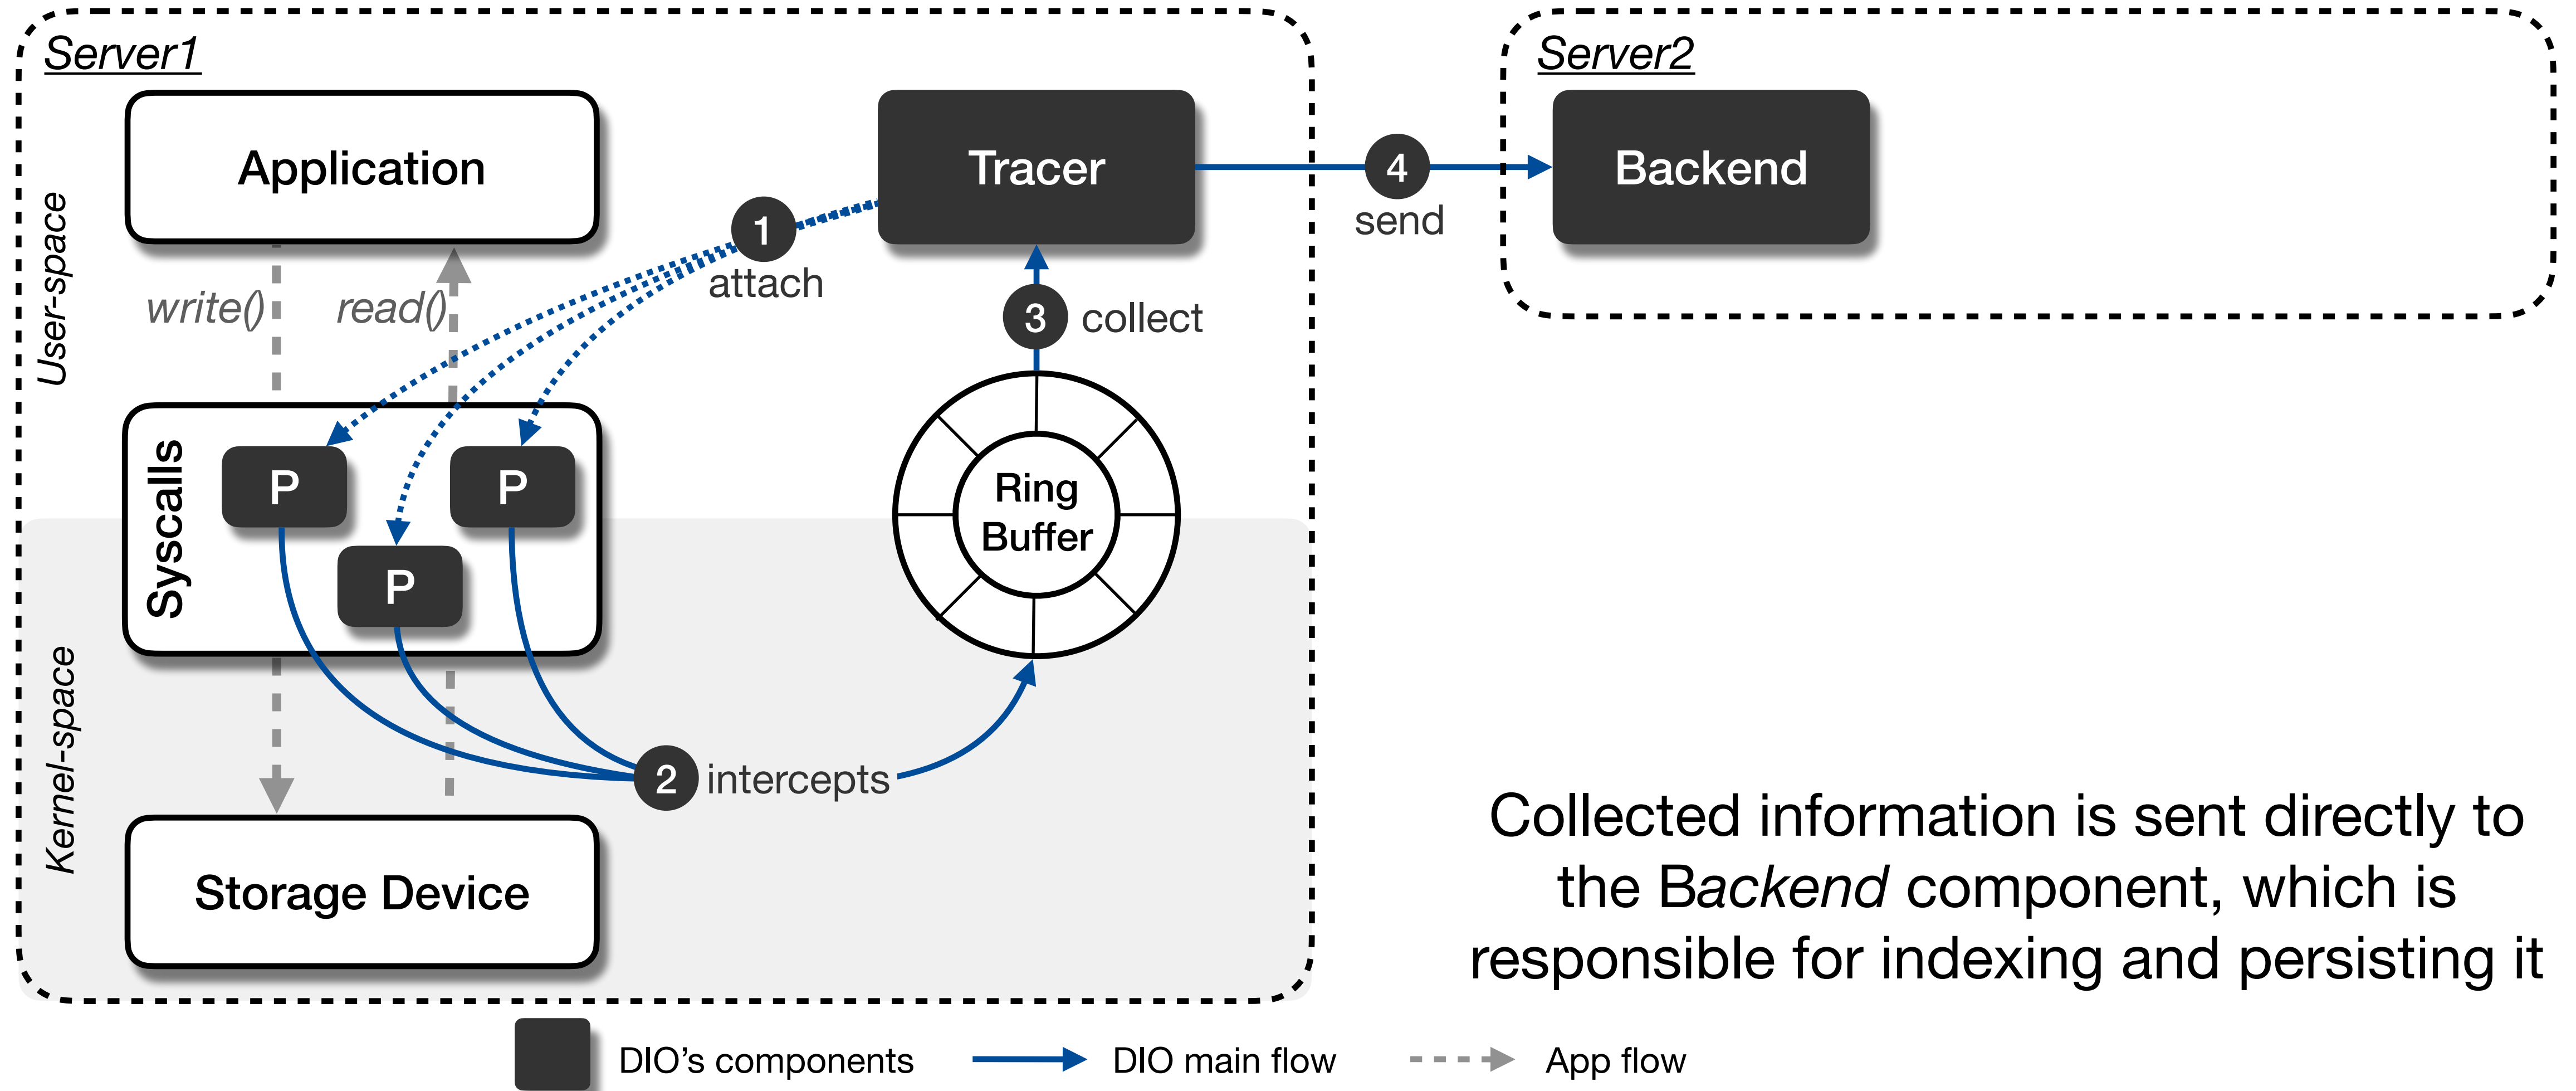 Server1
Server2
Application
Tracer
4
Backend
1
send
attach
User-space
write()
read()
3
collect
Syscalls
P
P
P
Ring
Buffer
Kernel-space
2
intercepts
Storage Device
Collected information is sent directly to
the Backend component, which is
responsible for indexing and persisting it
DIO's components
DIO main flow
App flow